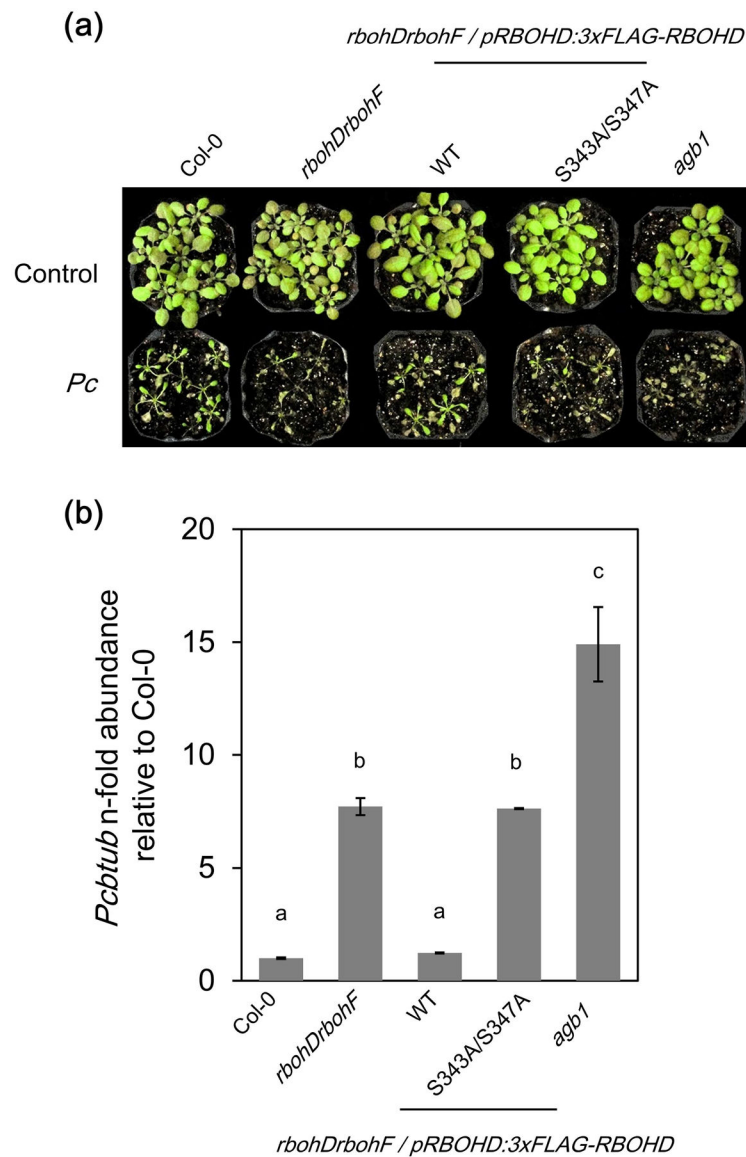 (a)
rbohDrbohF / pRBOHD:3xFLAG-RBOHD
Col-0
rbohDrbohF
WT
S343A/S347A
agb1
Control
Pc
(b)
Pcbtub n-fold abundance
relative to Col-0
20
15
10
5
0
a
b
a
b
c
Col-0
rbohDrbohF
WT
S343A/S347A
agb1
rbohDrbohF / pRBOHD:3xFLAG-RBOHD